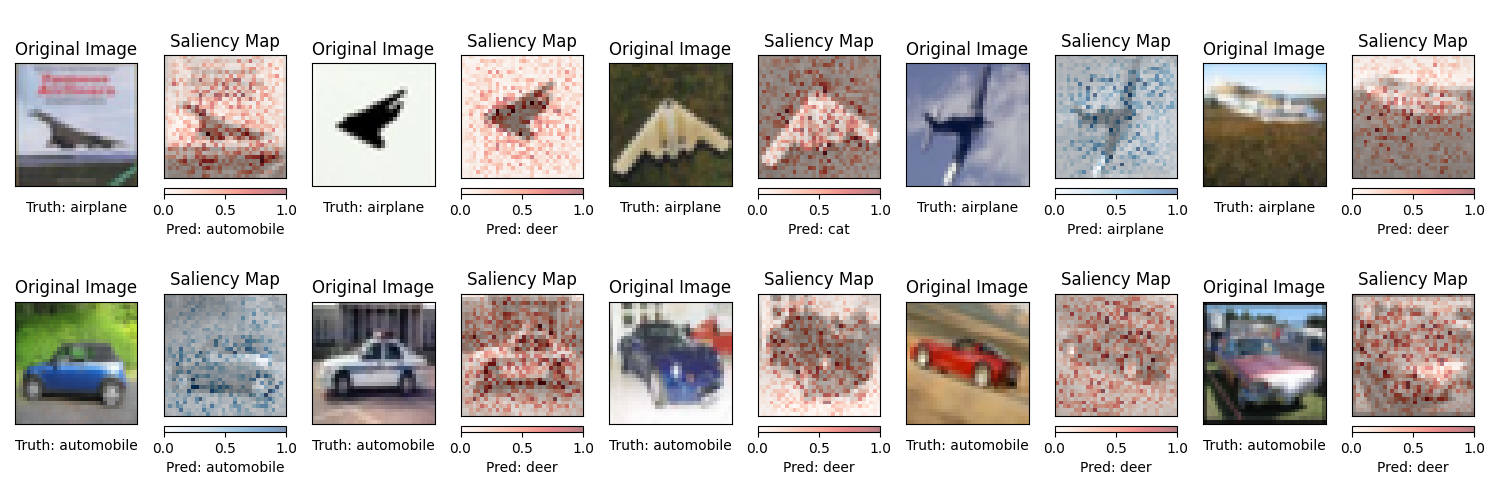 Original Image Saliency Map Original Image Saliency Map Original Image Saliency Map Original Image Saliency Map Original Image Saliency Map
Truth: airplane 0.0 0.5 1.0 Truth: airplane 0.0 0.5 1.0 Truth: airplane 0.0 0.5 1.0 Truth: airplane 0.0 0.5 1.0 Truth: airplane 0.0 0.5 1.0
Pred: automobile Pred: deer Pred: cat Pred: airplane Pred: deer
Original Image Saliency Map Original Image Saliency Map Original Image Saliency Map Original Image Saliency Map Original Image Saliency Map
Truth: automobile 0.0 0.5 1.0 Truth: automobile 0.0 0.5 1.0 Truth: automobile 0.0 0.5 1.0 Truth: automobile 0.0 0.5 1.0 Truth: automobile 0.0 0.5 1.0
Pred: automobile Pred: deer Pred: deer Pred: deer Pred: deer